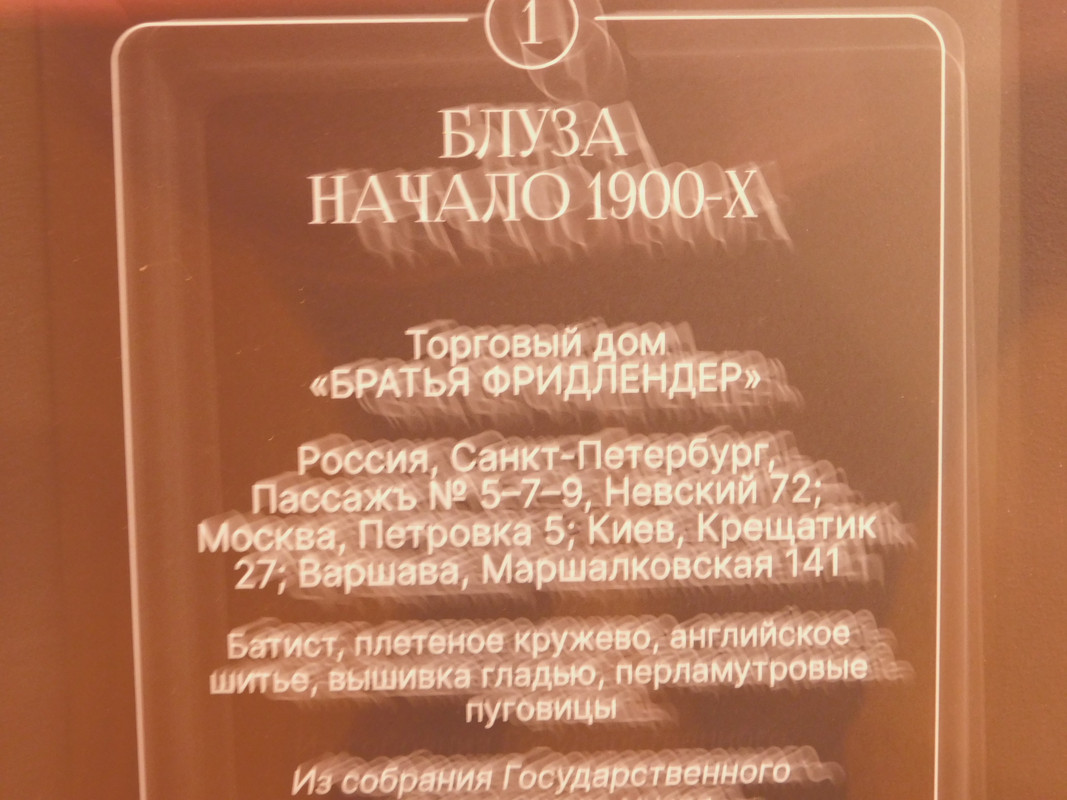 1
БЛУЗА
НАЧАЛО 1900-Х
Торговый дом
«БРАТЬЯ ФРИДЛЕНДЕР»
Россия, Санкт-Петербург,
Пассажъ № 5–7–9, Невский 72;
Москва, Петровка 5; Киев, Крещатик
27; Варшава, Маршалковская 141
Батист, плетеное кружево, английское
шитье, вышивка гладью, перламутровые
пуговицы
Из собрания Государственного